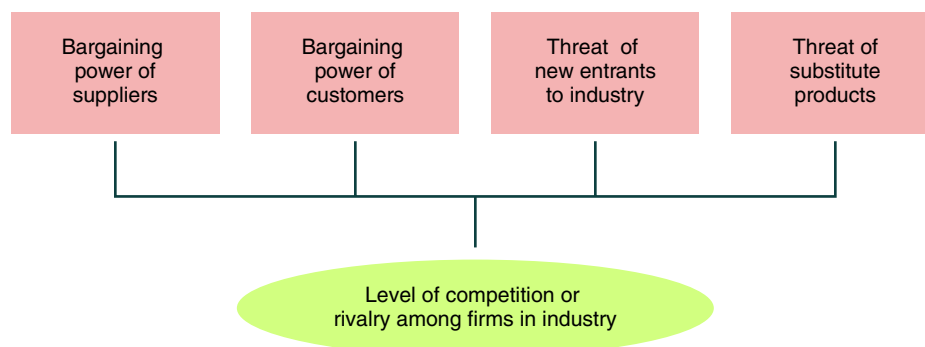 Bargaining
power of
suppliers
Bargaining
power of
customers
Threat of
new entrants
to industry
Threat of
substitute
products
Level of competition or
rivalry among firms in industry